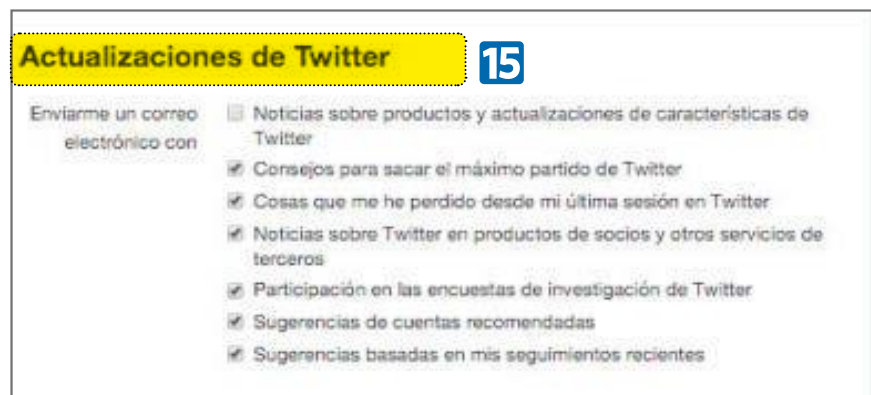 Actualizaciones de Twitter 15
Enviarme un correo
electrónico con
Noticias sobre productos y actualizaciones de características de
Twitter
Consejos para sacar el máximo partido de Twitter
Cosas que me he perdido desde mi última sesión en Twitter
Noticias sobre Twitter en productos de socios y otros servicios de
terceros
Participación en las encuestas de investigación de Twitter
Sugerencias de cuentas recomendadas
Sugerencias basadas en mis seguimientos recientes